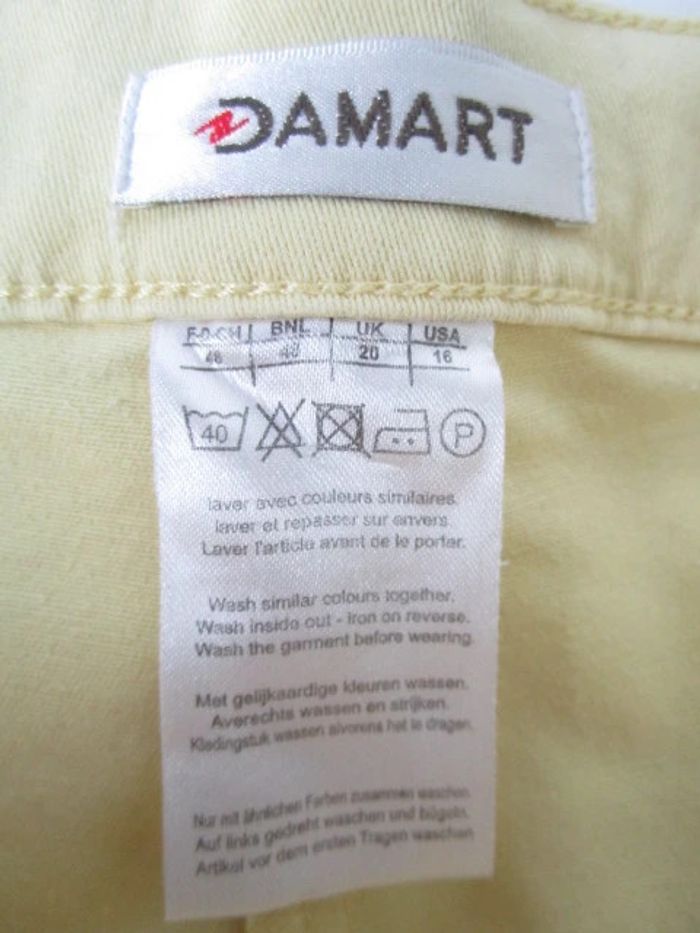 DAMART
F-D-CH BNL UK USA
48 48 20 16
40 P
laver avec couleurs similaires.
laver et repasser sur envers.
Laver l'article avant de le porter.
Wash similar colours together.
Wash inside out - Iron on reverse.
Wash the garment before wearing.
Met gelijkaardige kleuren wassen.
Averechts wassen en strijken.
Kledingstuk wassen alvorens het te dragen.
Nur mit ähnlichen Farben zusammen waschen.
Auf links gedreht waschen und bügeln.
Artikel vor dem ersten Tragen waschen